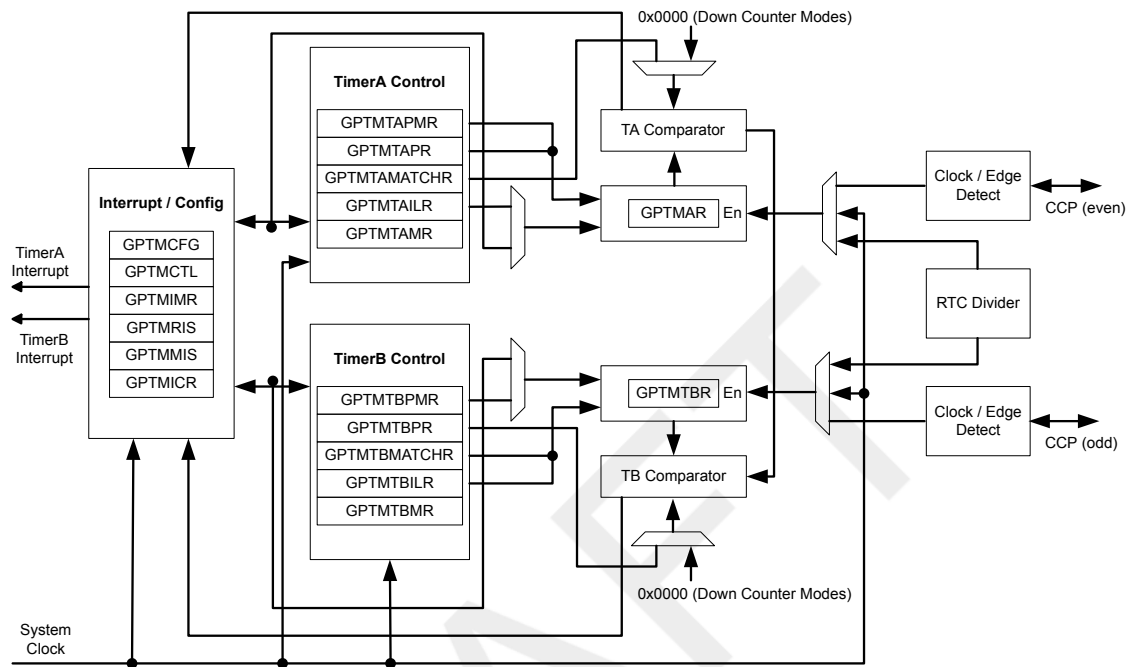 0x0000 (Down Counter Modes)
TimerA Control
GPTMTAPMR
GPTMTAPR
GPTMTAMATCHR
GPTMTAILR
GPTMTAMR
TA Comparator
GPTMAR
En
Clock / Edge
Detect
CCP (even)
Interrupt / Config
GPTMCFG
GPTMCTL
GPTMIMR
GPTMRIS
GPTMMIS
GPTMICR
TimerA
Interrupt
TimerB
Interrupt
RTC Divider
TimerB Control
GPTMTBPMR
GPTMTBPR
GPTMTBMATCHR
GPTMTBILR
GPTMTBMR
GPTMTBR
En
TB Comparator
Clock / Edge
Detect
CCP (odd)
0x0000 (Down Counter Modes)
System
Clock